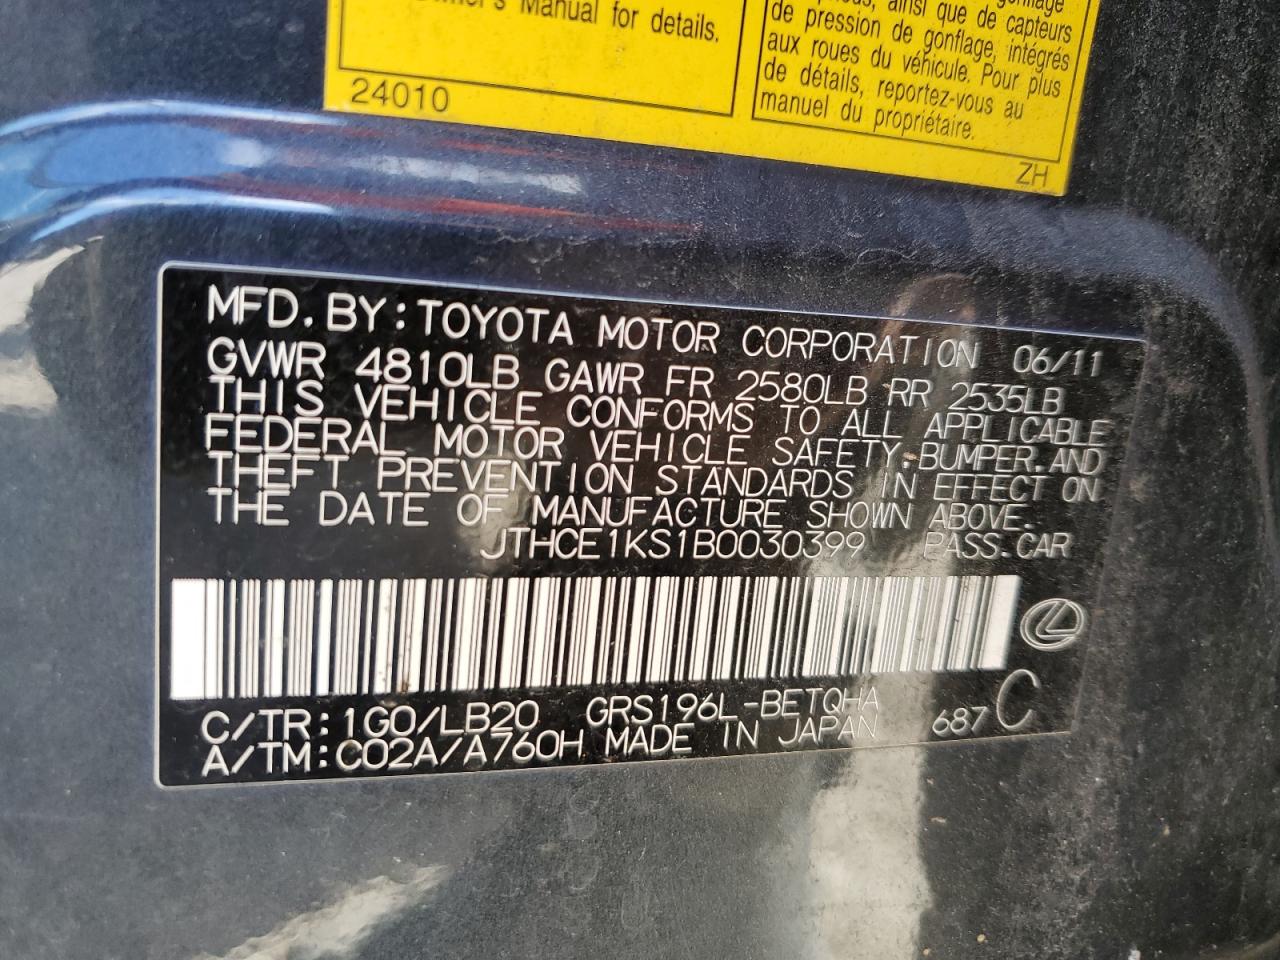 Manual for details.
24010
ainsi que de capteurs
de pression de gonflage, intégrés
aux roues du véhicule. Pour plus
de détails, reportez-vous au
manuel du propriétaire.
ZH
MFD. BY: TOYOTA MOTOR CORPORATION 06/11
GVWR 4810LB GAWR FR 2580LB RR 2535LB
THIS VEHICLE CONFORMS TO ALL APPLICABLE
FEDERAL MOTOR VEHICLE SAFETY, BUMPER, AND
THEFT PREVENTION STANDARDS IN EFFECT ON
THE DATE OF MANUFACTURE SHOWN ABOVE.
JTHCE1KS1B0030399 PASS.CAR
C/TR: 1G0/LB20 GRS196L-BETQHA
A/TM: C02A/A760H MADE IN JAPAN 687 C